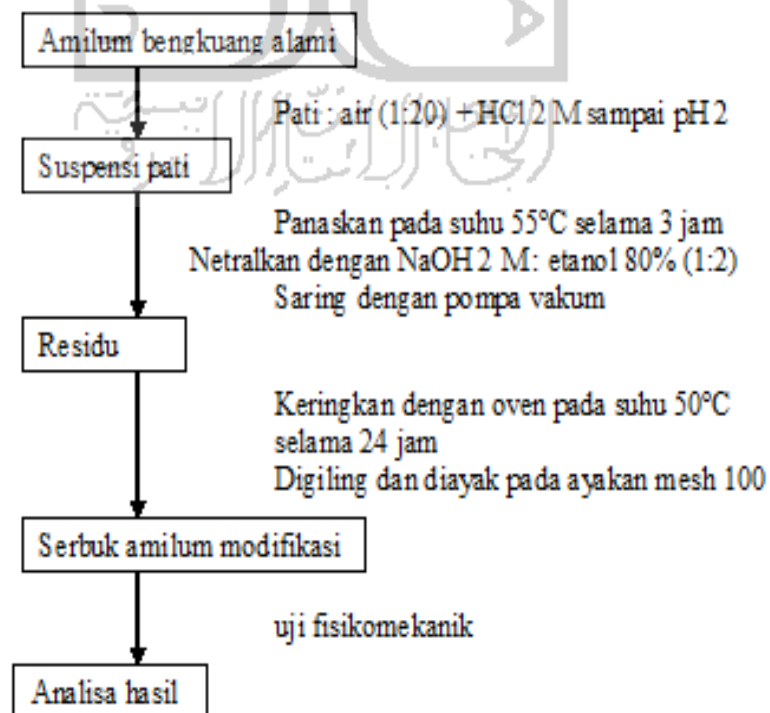 Amilum bengkuang alami
Pati : air (1:20) + HCl 2 M sampai pH 2
Suspensi pati
Panaskan pada suhu 55°C selama 3 jam
Netralkan dengan NaOH 2 M: etanol 80% (1:2)
Saring dengan pompa vakum
Residu
Keringkan dengan oven pada suhu 50°C
selama 24 jam
Digiling dan diayak pada ayakan mesh 100
Serbuk amilum modifikasi
uji fisikomekanik
Analisa hasil